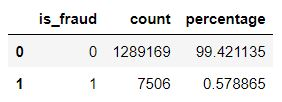 is_fraud count percentage
0 0 1289169 99.421135
1 1 7506 0.578865